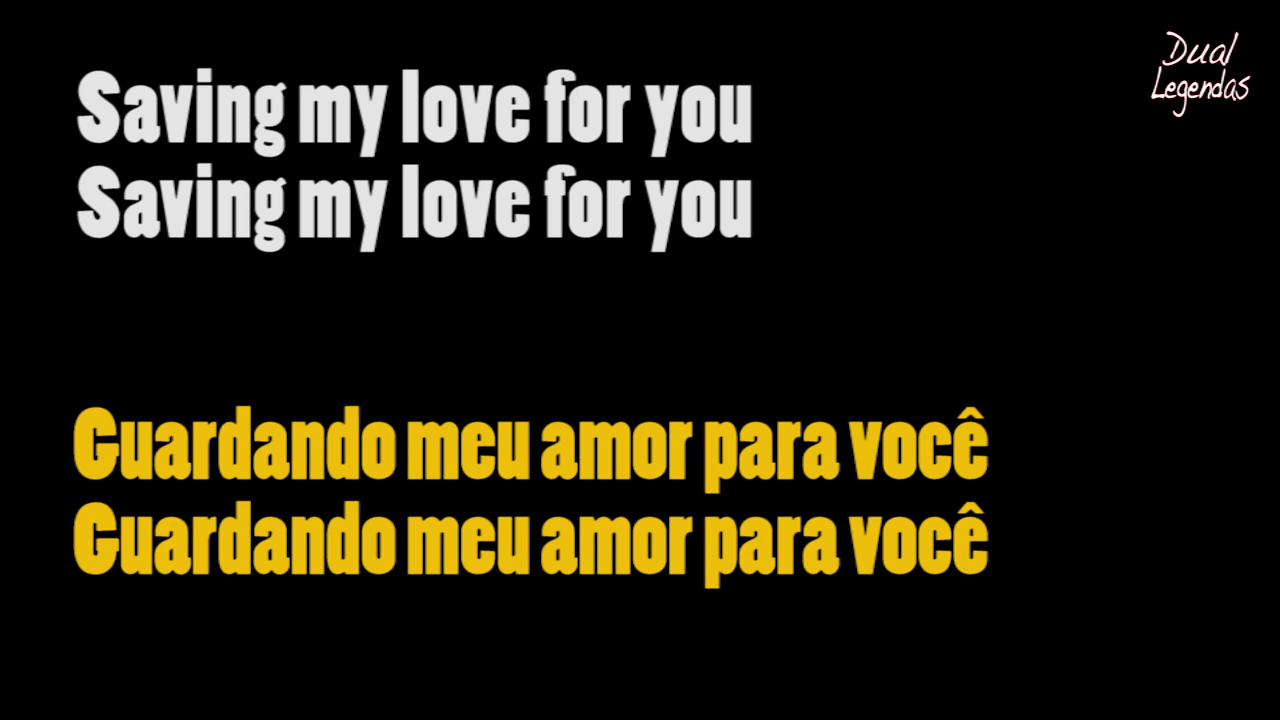 Saving my love for you
Saving my love for you
Guardando meu amor para você
Guardando meu amor para você
Dual
Legendas